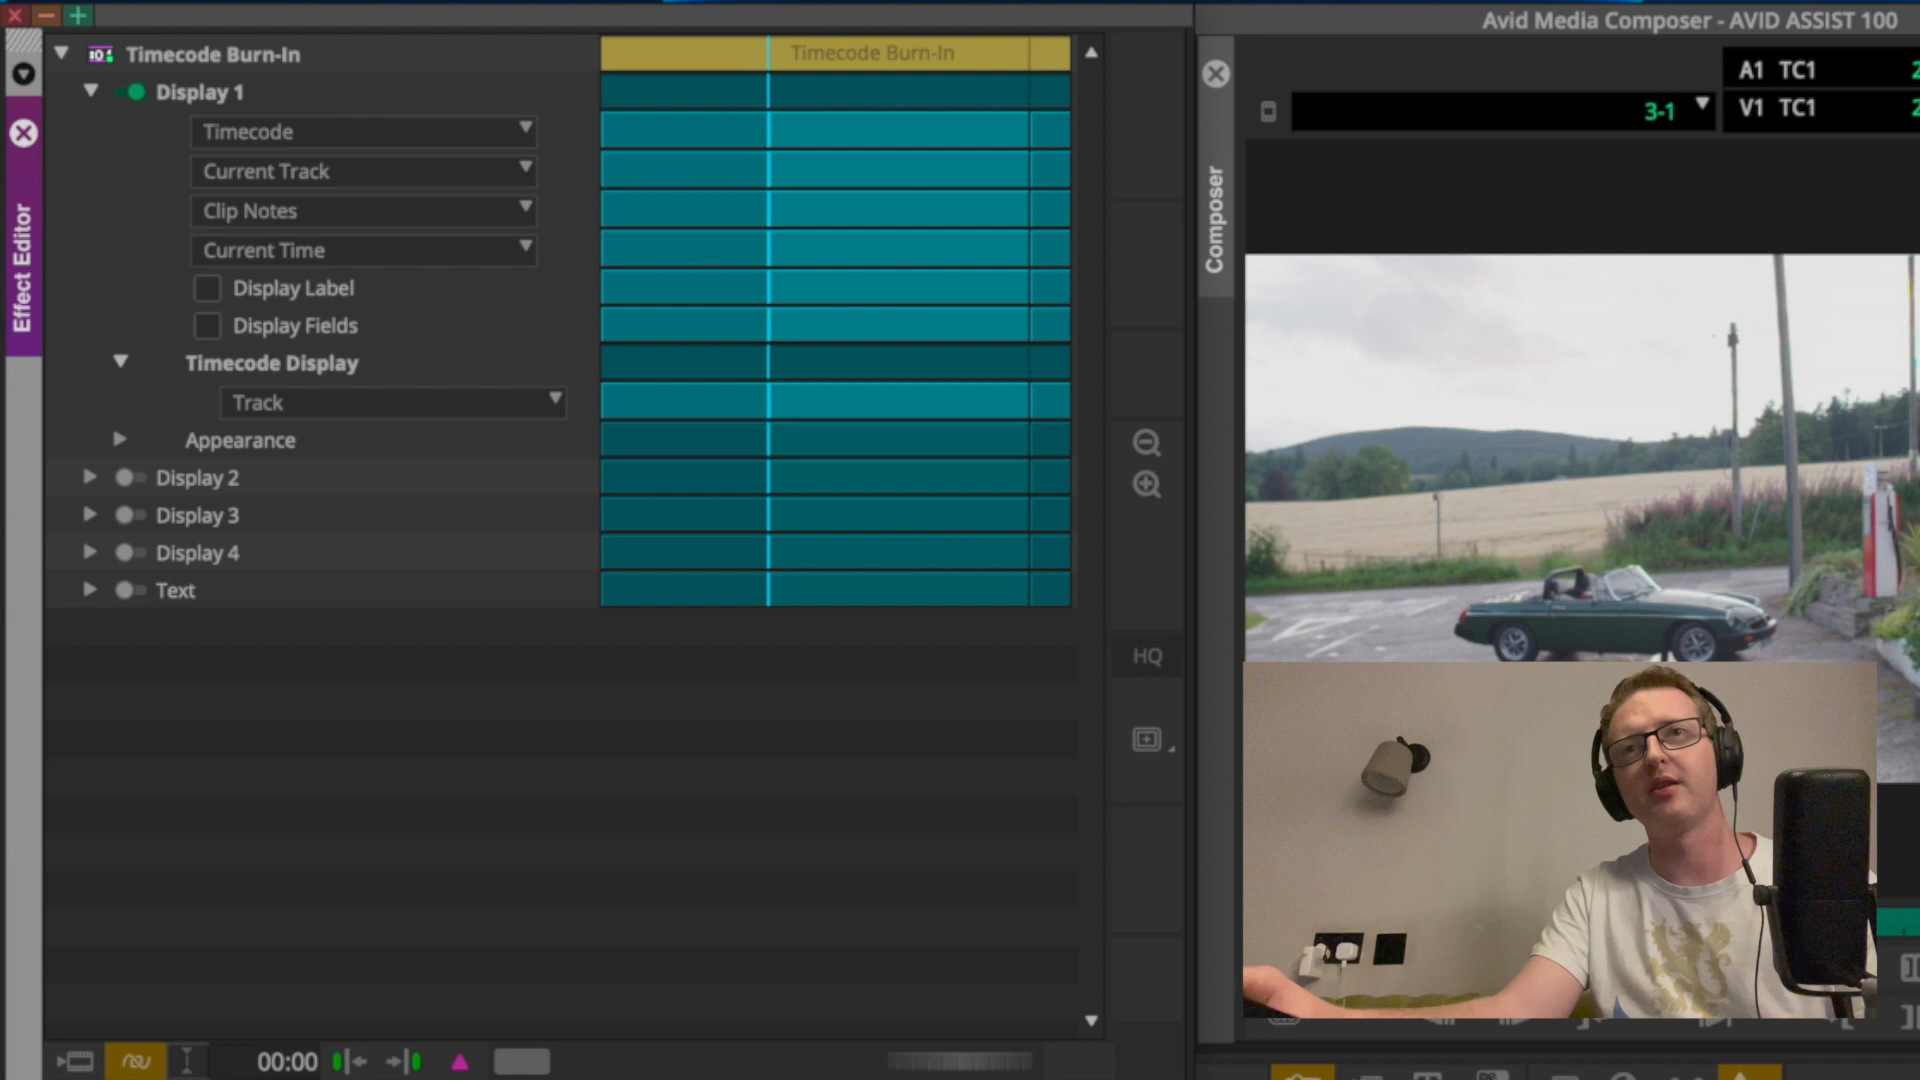 Avid Media Composer - AVID ASSIST 100
Timecode Burn-In
Timecode Burn-In
A1 TC1
Display 1
3-1
V1 TC1
Timecode
Current Track
Clip Notes
Current Time
Effect Editor
Composer
Display Label
Display Fields
Timecode Display
Track
Appearance
Display 2
Display 3
Display 4
Text
HQ
00:00